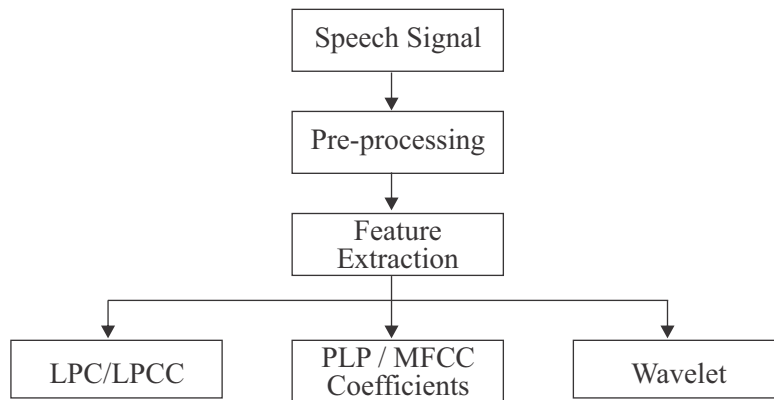 Speech Signal
Pre-processing
Feature
Extraction
LPC/LPCC
PLP / MFCC
Coefficients
Wavelet